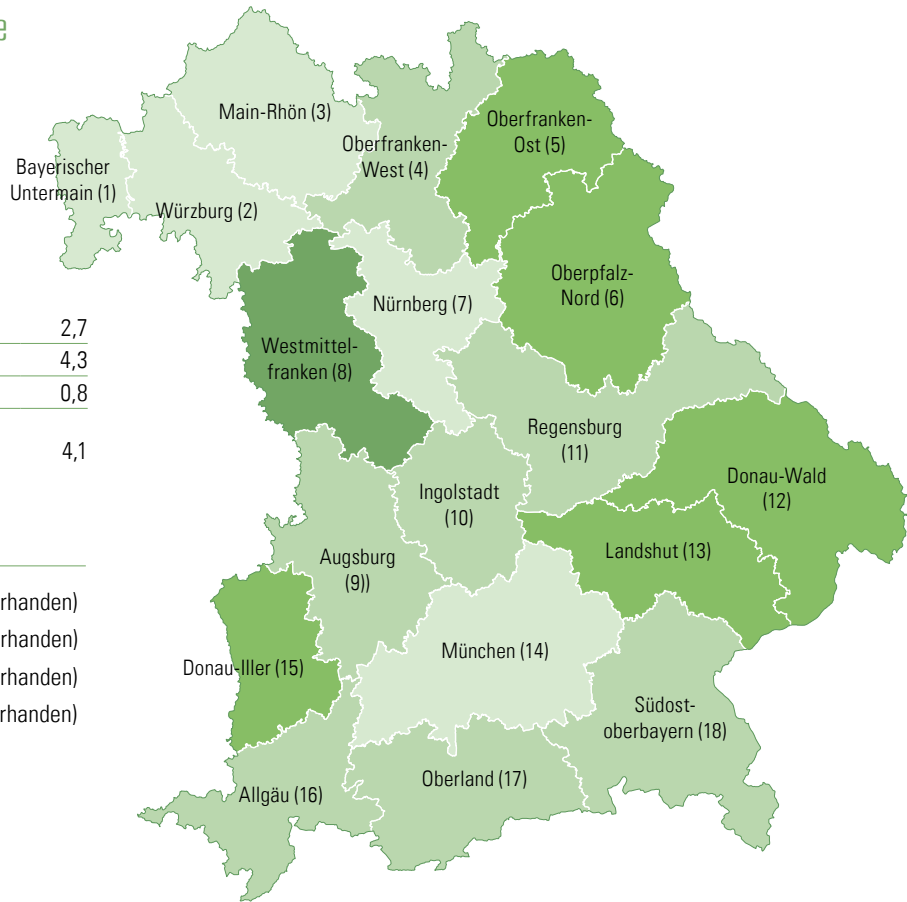 e
Main-Rhön (3)
Oberfranken-
West (4)
Oberfranken-
Ost (5)
Bayerischer
Untermain (1)
Würzburg (2)
Oberpfalz-
Nord (6)
Nürnberg (7)
2,7
4,3
0,8
4,1
Westmittel-
franken (8)
Regensburg
(11)
Donau-Wald
(12)
Ingolstadt
(10)
Landshut (13)
Augsburg
(9))
rhanden)
rhanden)
rhanden)
rhanden)
München (14)
Donau-Iller (15)
Südost-
oberbayern (18)
Oberland (17)
Allgäu (16)